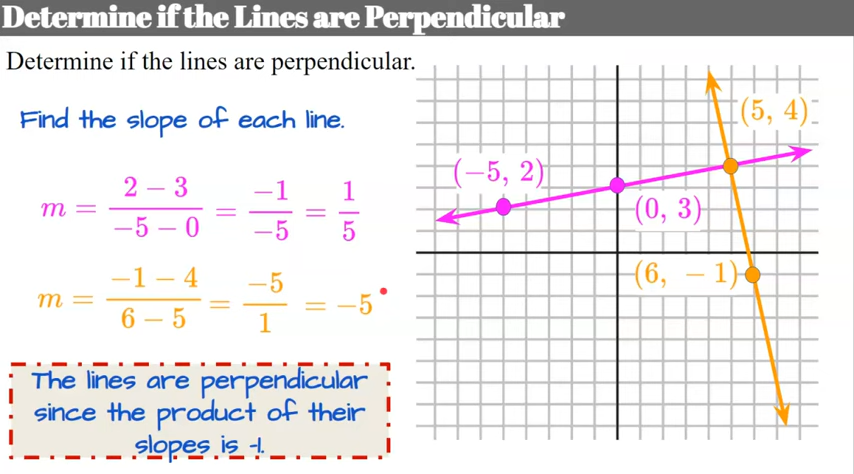 Determine if the Lines are Perpendicular
Determine if the lines are perpendicular.
Find the slope of each line.
m = (2 − 3)/(−5 − 0) = (−1)/(−5) = 1/5
m = (−1 − 4)/(6 − 5) = (−5)/1 = −5
The lines are perpendicular
since the product of their
slopes is -1.
(5, 4)
(−5, 2)
(0, 3)
(6, −1)